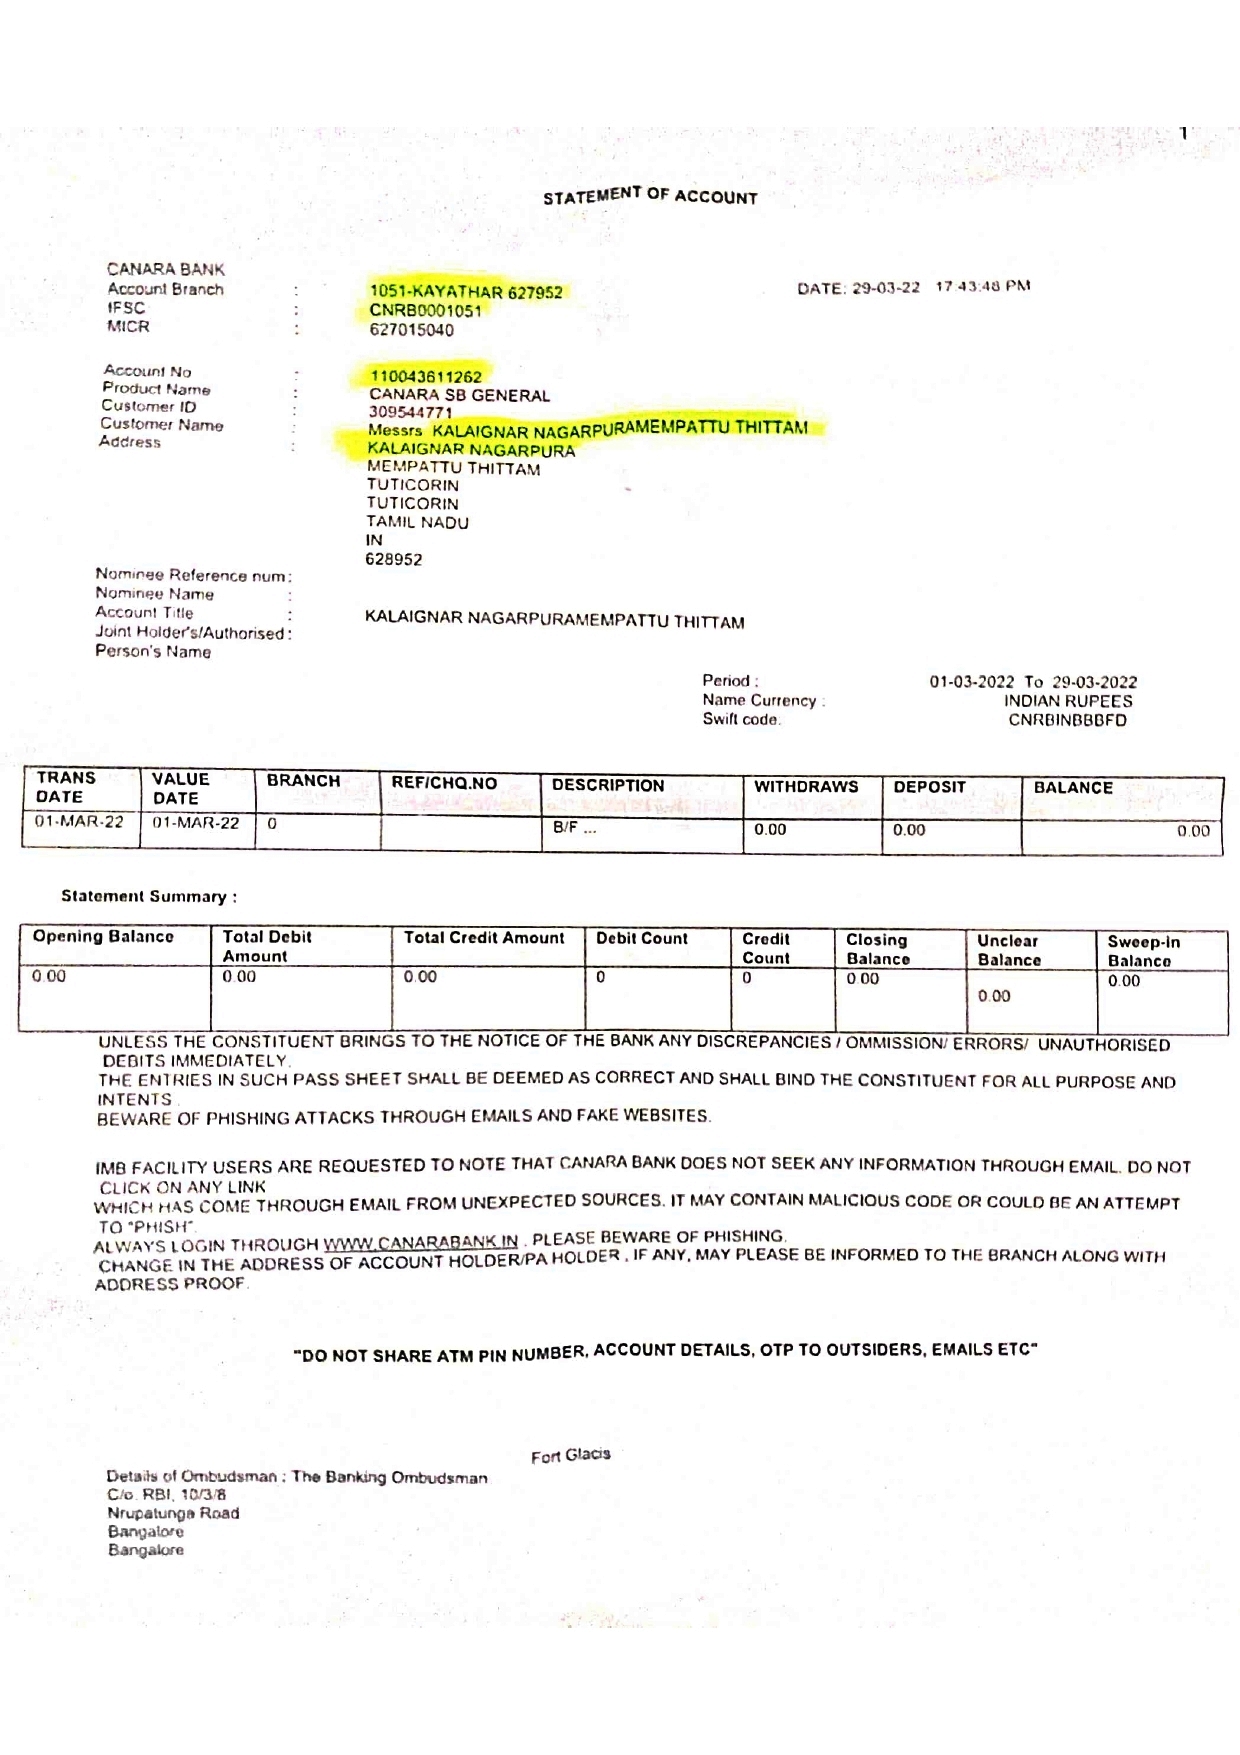 1
STATEMENT OF ACCOUNT
CANARA BANK
Account Branch : 1051-KAYATHAR 627952 DATE: 29-03-22 17:43:48 PM
IFSC : CNRB0001051
MICR : 627015040
Account No : 110043611262
Product Name : CANARA SB GENERAL
Customer ID : 309544771
Customer Name : Messrs KALAIGNAR NAGARPURAMEMPATTU THITTAM
Address : KALAIGNAR NAGARPURA
MEMPATTU THITTAM
TUTICORIN
TUTICORIN
TAMIL NADU
IN
628952
Nominee Reference num :
Nominee Name :
Account Title : KALAIGNAR NAGARPURAMEMPATTU THITTAM
Joint Holder's/Authorised :
Person's Name
Period : 01-03-2022 To 29-03-2022
Name Currency : INDIAN RUPEES
Swift code. CNRBINBBBFD
TRANS DATE VALUE DATE BRANCH REF/CHQ.NO DESCRIPTION WITHDRAWS DEPOSIT BALANCE
01-MAR-22 01-MAR-22 0 B/F ... 0.00 0.00 0.00
Statement Summary :
Opening Balance Total Debit Amount Total Credit Amount Debit Count Credit Count Closing Balance Unclear Balance Sweep-in Balance
0.00 0.00 0.00 0 0 0.00 0.00 0.00
UNLESS THE CONSTITUENT BRINGS TO THE NOTICE OF THE BANK ANY DISCREPANCIES / OMMISSION/ ERRORS/ UNAUTHORISED
DEBITS IMMEDIATELY.
THE ENTRIES IN SUCH PASS SHEET SHALL BE DEEMED AS CORRECT AND SHALL BIND THE CONSTITUENT FOR ALL PURPOSE AND
INTENTS .
BEWARE OF PHISHING ATTACKS THROUGH EMAILS AND FAKE WEBSITES.
IMB FACILITY USERS ARE REQUESTED TO NOTE THAT CANARA BANK DOES NOT SEEK ANY INFORMATION THROUGH EMAIL. DO NOT
CLICK ON ANY LINK
WHICH HAS COME THROUGH EMAIL FROM UNEXPECTED SOURCES. IT MAY CONTAIN MALICIOUS CODE OR COULD BE AN ATTEMPT
TO "PHISH".
ALWAYS LOGIN THROUGH WWW.CANARABANK.IN . PLEASE BEWARE OF PHISHING.
CHANGE IN THE ADDRESS OF ACCOUNT HOLDER/PA HOLDER , IF ANY, MAY PLEASE BE INFORMED TO THE BRANCH ALONG WITH
ADDRESS PROOF.
"DO NOT SHARE ATM PIN NUMBER, ACCOUNT DETAILS, OTP TO OUTSIDERS, EMAILS ETC"
Fort Glacis
Details of Ombudsman : The Banking Ombudsman
C/o. RBI, 10/3/8
Nrupatunga Road
Bangalore
Bangalore